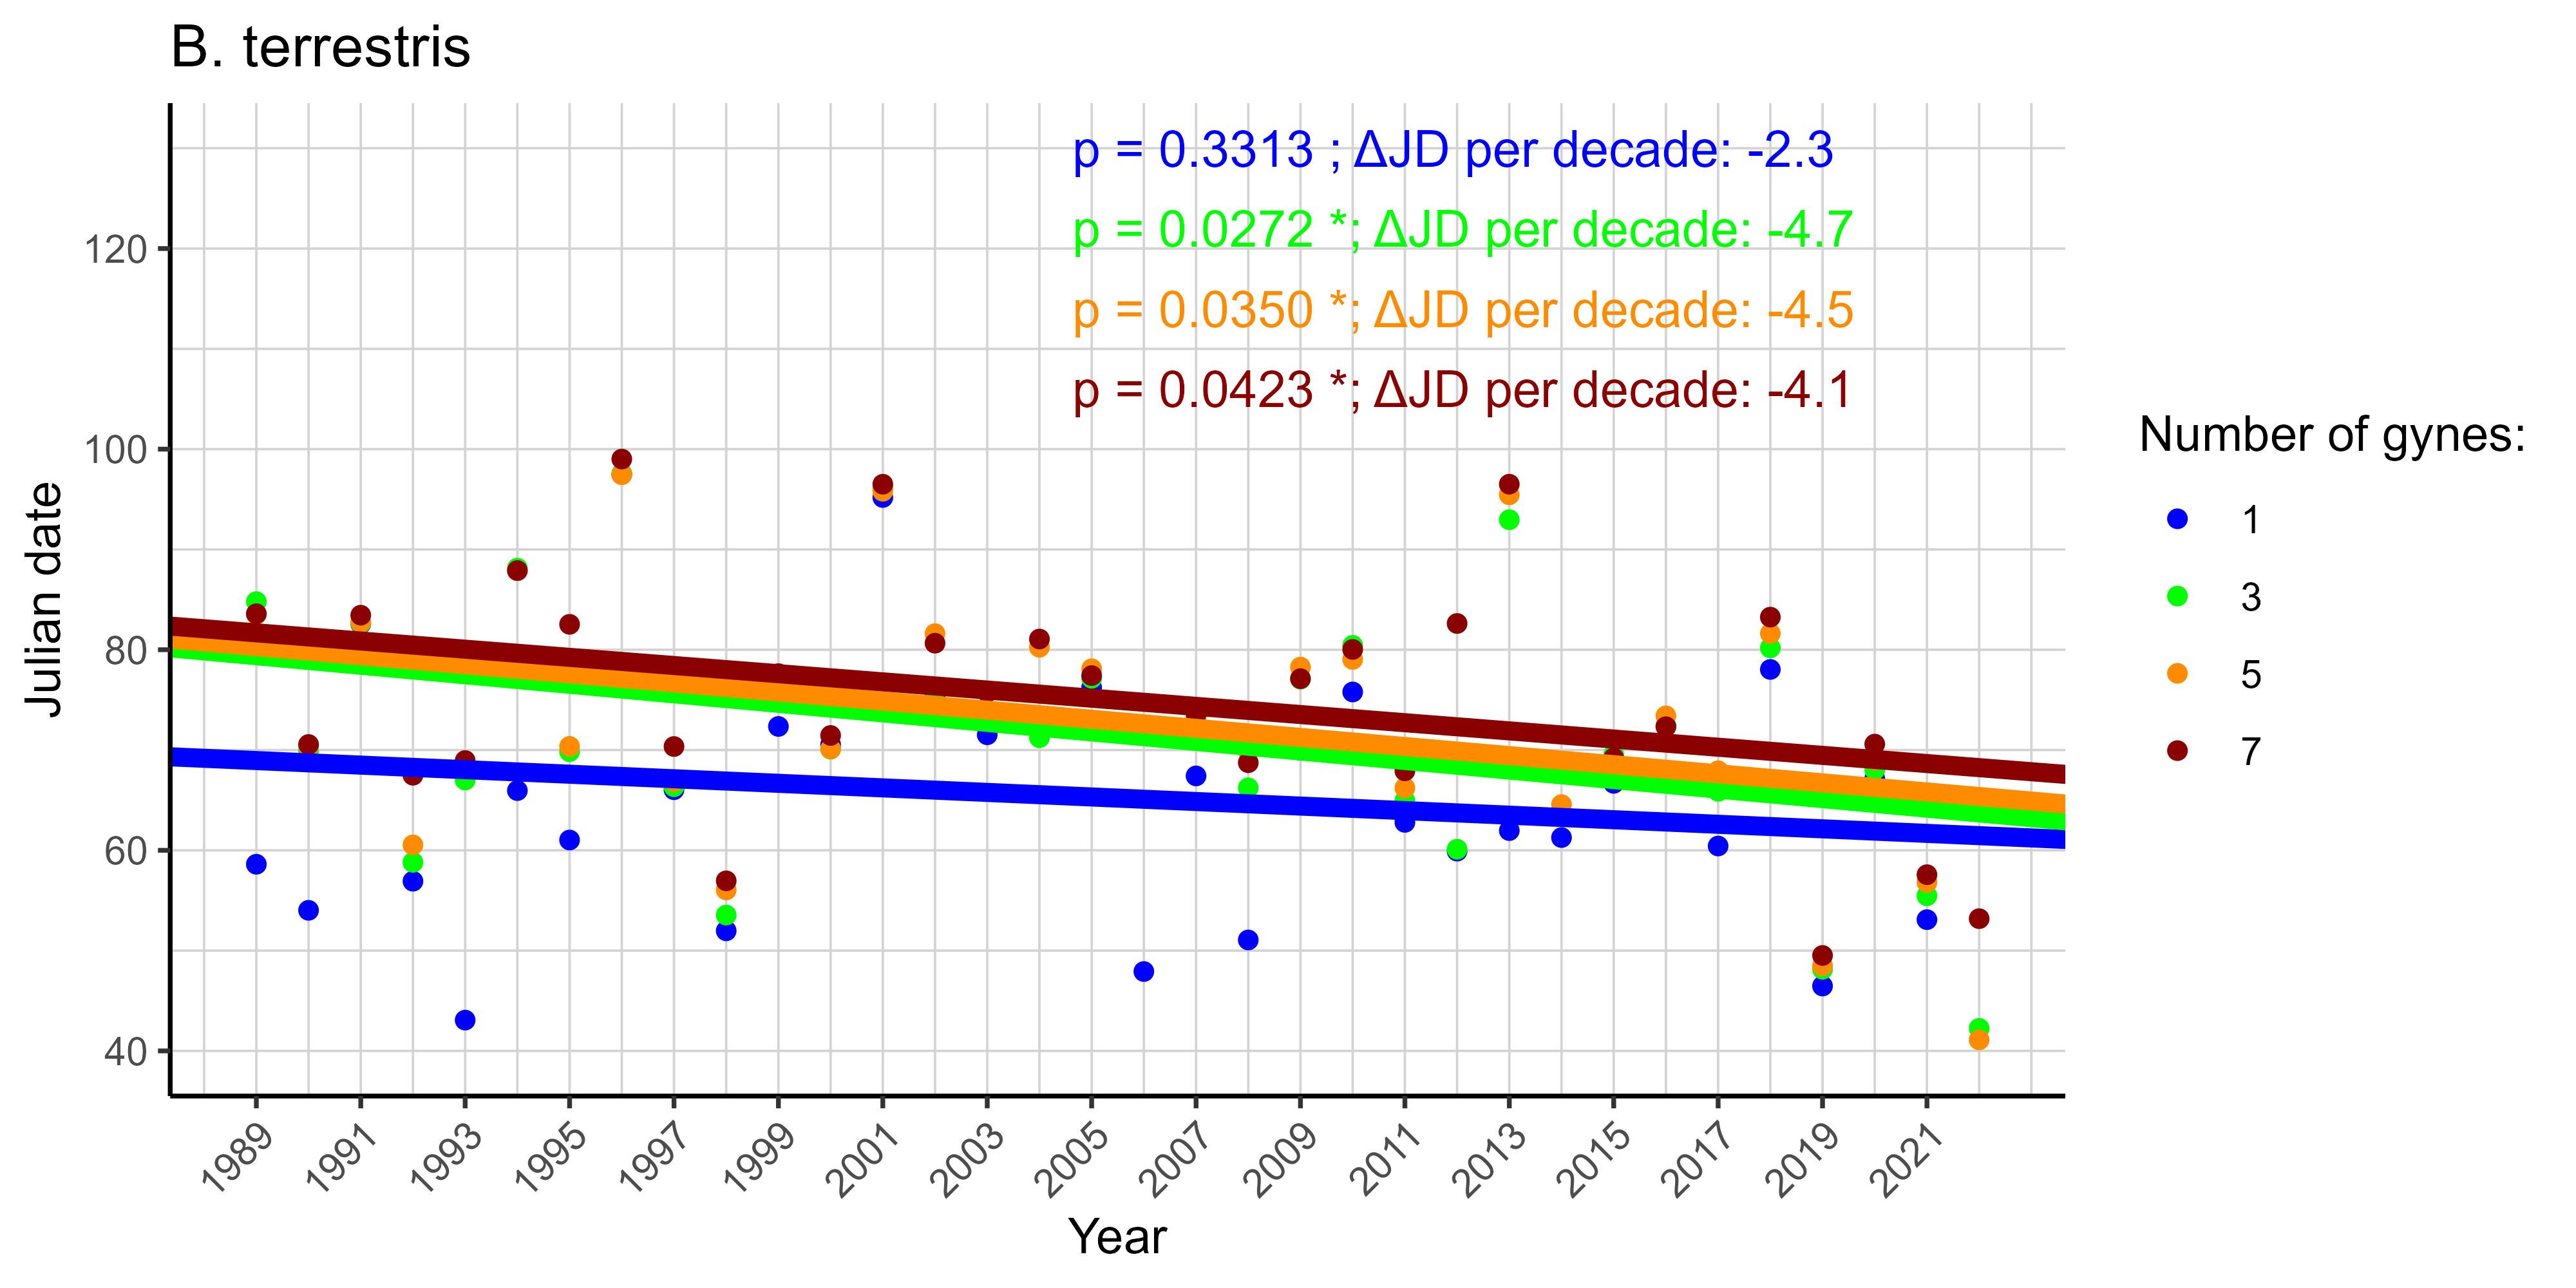 B. terrestris
p = 0.3313 ; ΔJD per decade: -2.3
p = 0.0272 *; ΔJD per decade: -4.7
p = 0.0350 *; ΔJD per decade: -4.5
p = 0.0423 *; ΔJD per decade: -4.1
120
100
80
60
40
Julian date
1989 1991 1993 1995 1997 1999 2001 2003 2005 2007 2009 2011 2013 2015 2017 2019 2021
Year
Number of gynes:
1
3
5
7